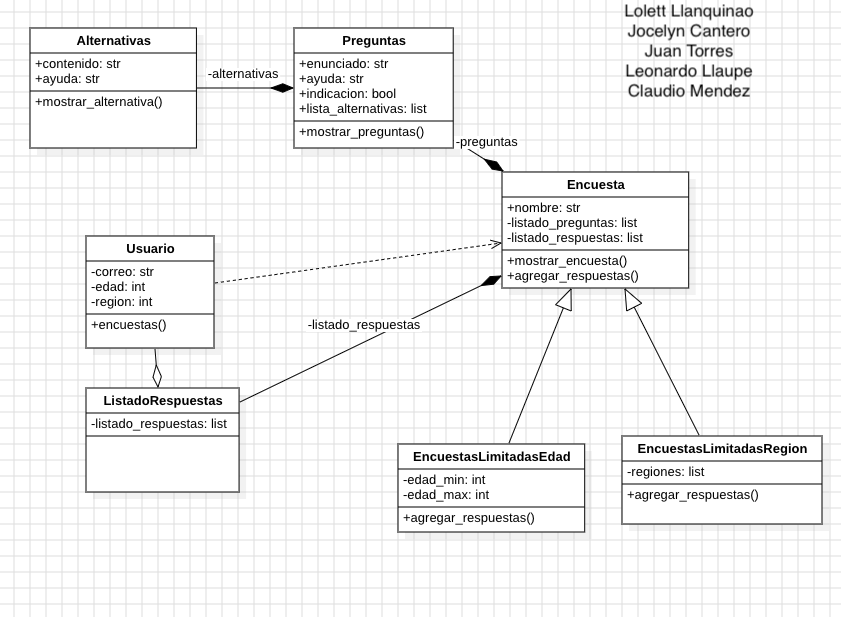 Lolett Llanquinao
Jocelyn Cantero
Juan Torres
Leonardo Llaupe
Claudio Mendez
Alternativas
+contenido: str
+ayuda: str
+mostrar_alternativa()
-alternativas
Preguntas
+enunciado: str
+ayuda: str
+indicacion: bool
+lista_alternativas: list
+mostrar_preguntas()
-preguntas
Encuesta
+nombre: str
-listado_preguntas: list
-listado_respuestas: list
+mostrar_encuesta()
+agregar_respuestas()
Usuario
-correo: str
-edad: int
-region: int
+encuestas()
-listado_respuestas
ListadoRespuestas
-listado_respuestas: list
EncuestasLimitadasEdad
-edad_min: int
-edad_max: int
+agregar_respuestas()
EncuestasLimitadasRegion
-regiones: list
+agregar_respuestas()